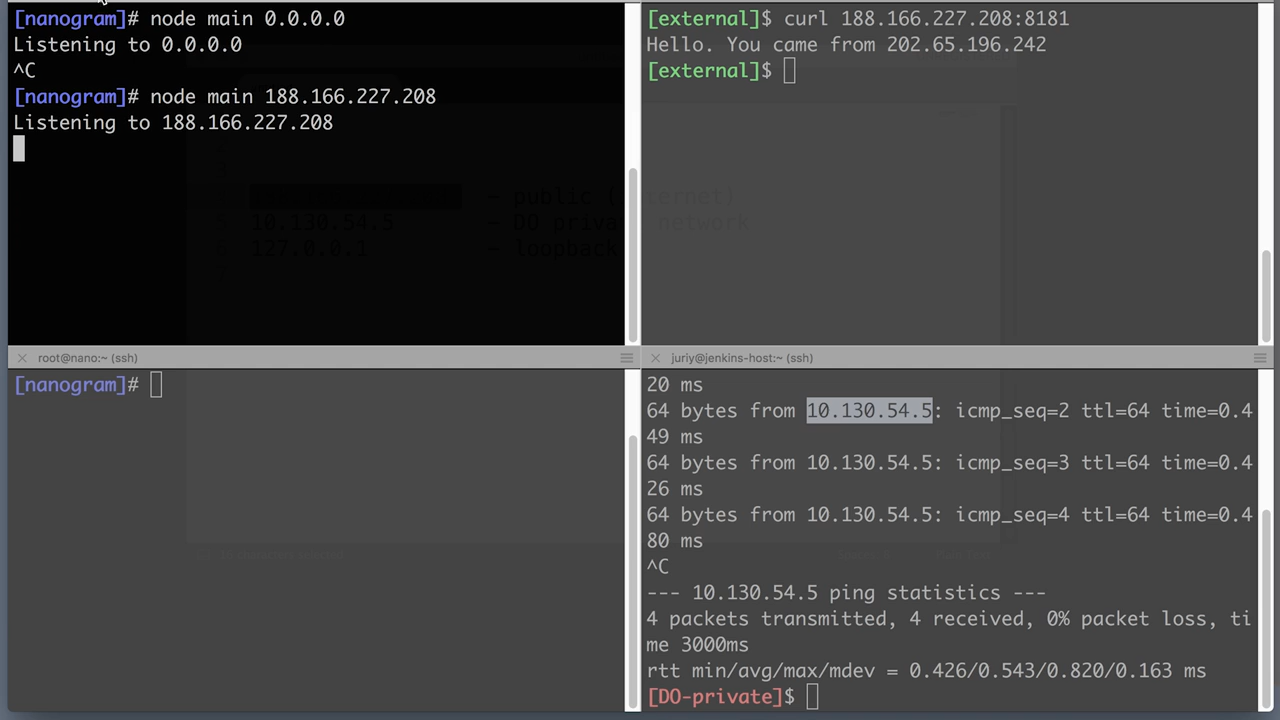 [nanogram]# node main 0.0.0.0
Listening to 0.0.0.0
^C
[nanogram]# node main 188.166.227.208
Listening to 188.166.227.208
[external]$ curl 188.166.227.208:8181
Hello. You came from 202.65.196.242
[external]$
- public (  ternet)
10.130.54.5 - DO priva   network
127.0.0.1 - loopback
root@nano:~ (ssh)
[nanogram]#
juriy@jenkins-host:~ (ssh)
20 ms
64 bytes from 10.130.54.5: icmp_seq=2 ttl=64 time=0.4
49 ms
64 bytes from 10.130.54.5: icmp_seq=3 ttl=64 time=0.4
26 ms
64 bytes from 10.130.54.5: icmp_seq=4 ttl=64 time=0.4
80 ms
^C
--- 10.130.54.5 ping statistics ---
4 packets transmitted, 4 received, 0% packet loss, ti
me 3000ms
rtt min/avg/max/mdev = 0.426/0.543/0.820/0.163 ms
[DO-private]$